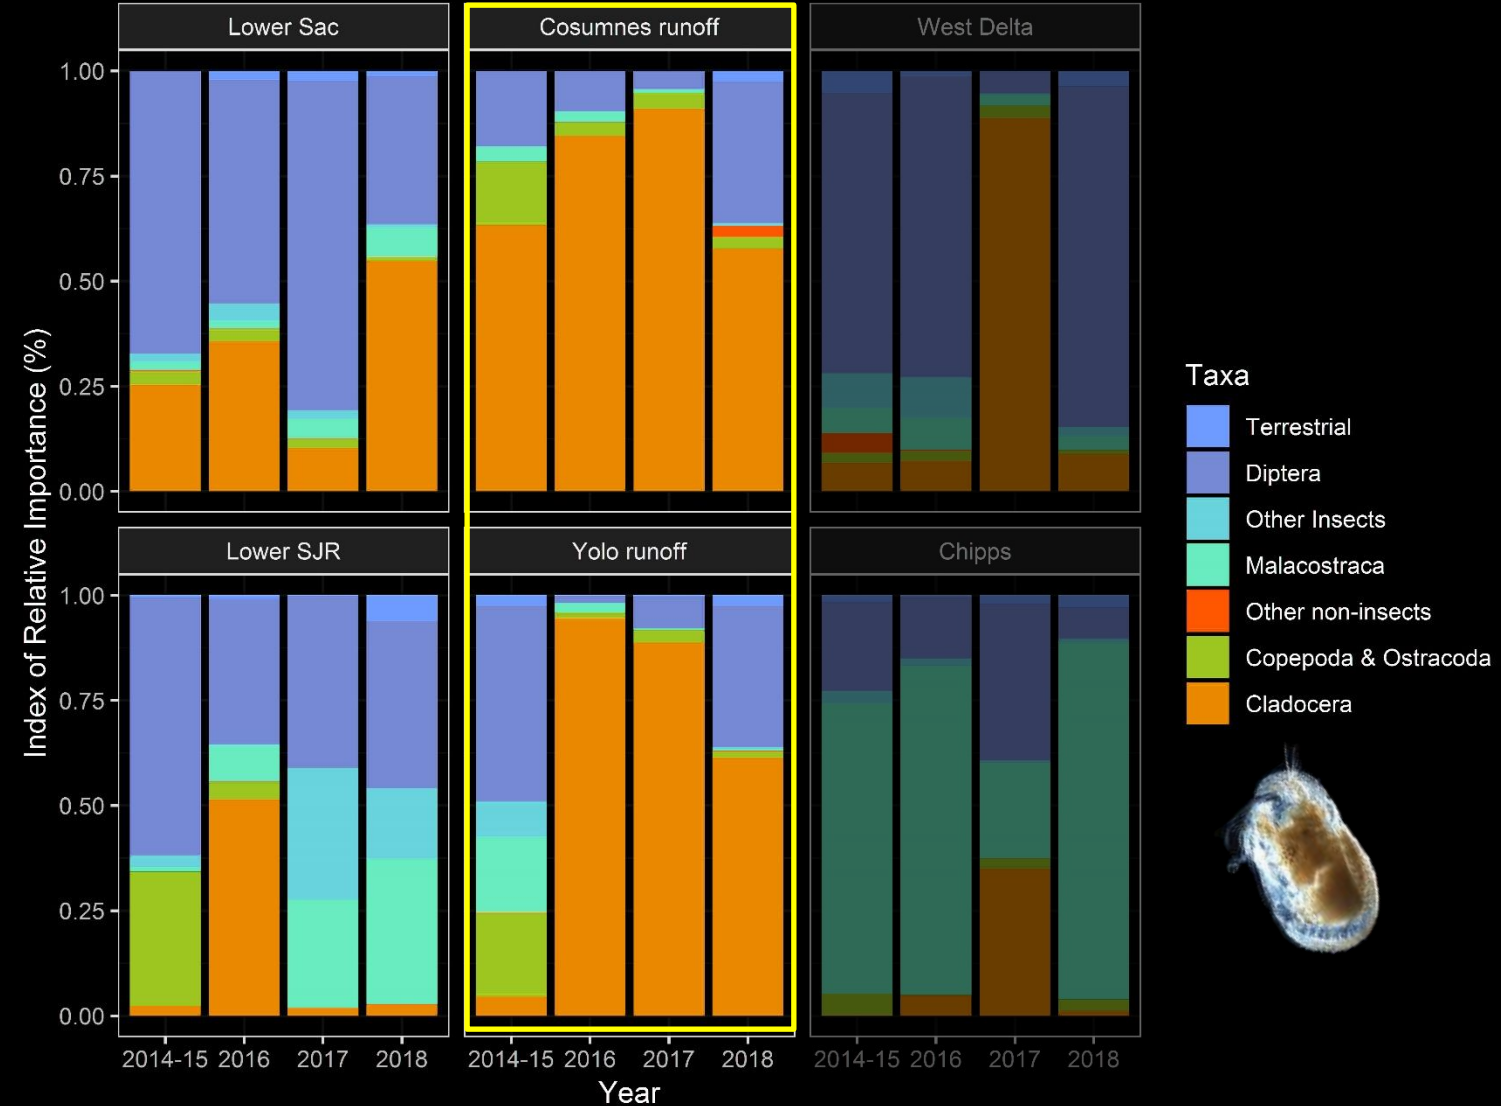 Lower Sac
Cosumnes runoff
West Delta
1.00
0.75
0.50
0.25
0.00
Lower SJR
Yolo runoff
Chipps
1.00
0.75
0.50
0.25
0.00
2014-15 2016 2017 2018
2014-15 2016 2017 2018
2014-15 2016 2017 2018
Year
Index of Relative Importance (%)
Taxa
Terrestrial
Diptera
Other Insects
Malacostraca
Other non-insects
Copepoda & Ostracoda
Cladocera